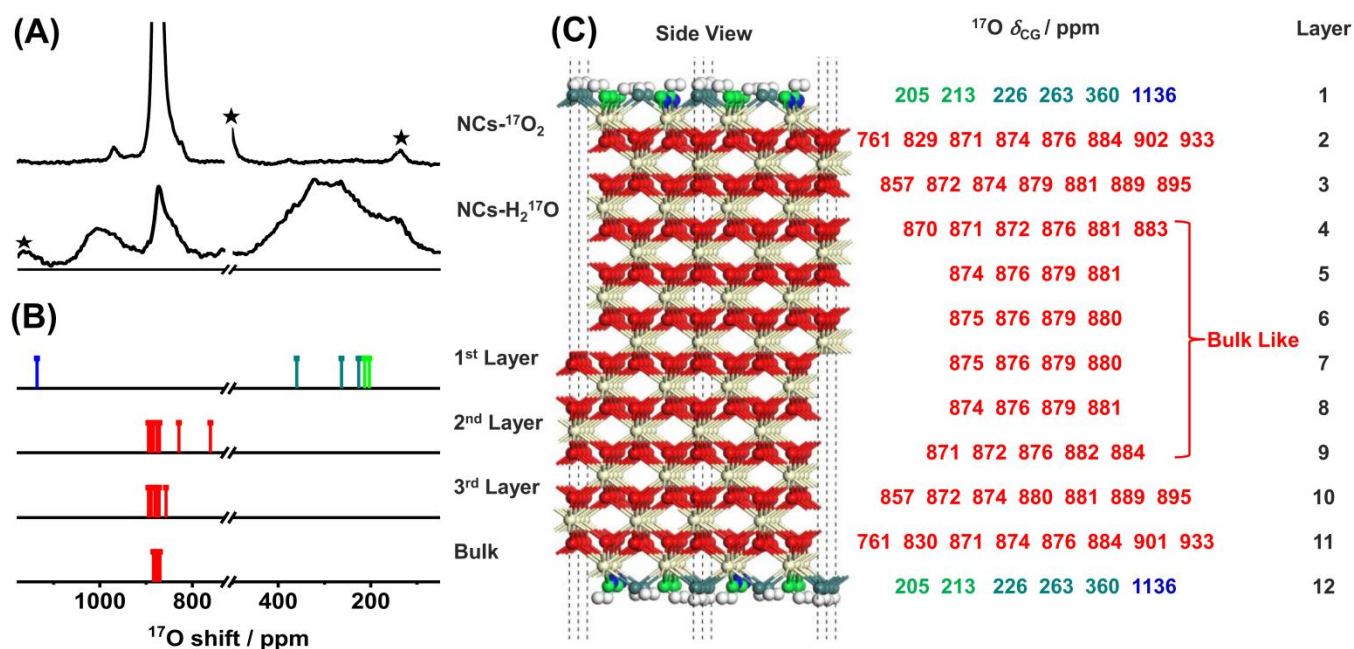 (A)
NCs-¹⁷O₂
NCs-H₂¹⁷O
(B)
1ˢᵗ Layer
2ⁿᵈ Layer
3ʳᵈ Layer
Bulk
1000 800 400 200
¹⁷O shift / ppm
(C)
Side View ¹⁷O δCG / ppm Layer
205 213 226 263 360 1136 1
761 829 871 874 876 884 902 933 2
857 872 874 879 881 889 895 3
870 871 872 876 881 883 4
874 876 879 881 5
875 876 879 880 6
Bulk Like
875 876 879 880 7
874 876 879 881 8
871 872 876 882 884 9
857 872 874 880 881 889 895 10
761 830 871 874 876 884 901 933 11
205 213 226 263 360 1136 12